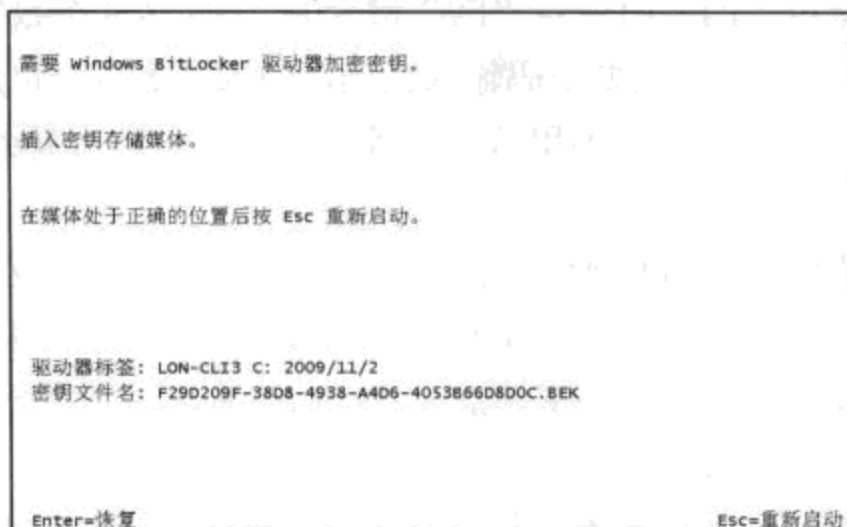 需要 Windows BitLocker 驱动器加密密钥。
插入密钥存储媒体。
在媒体处于正确的位置后按 Esc 重新启动。
驱动器标签: LON-CLI3 C: 2009/11/2
密钥文件名: F29D209F-38D8-4938-A4D6-4053B66D8D0C.BEK
Enter=恢复
Esc=重新启动